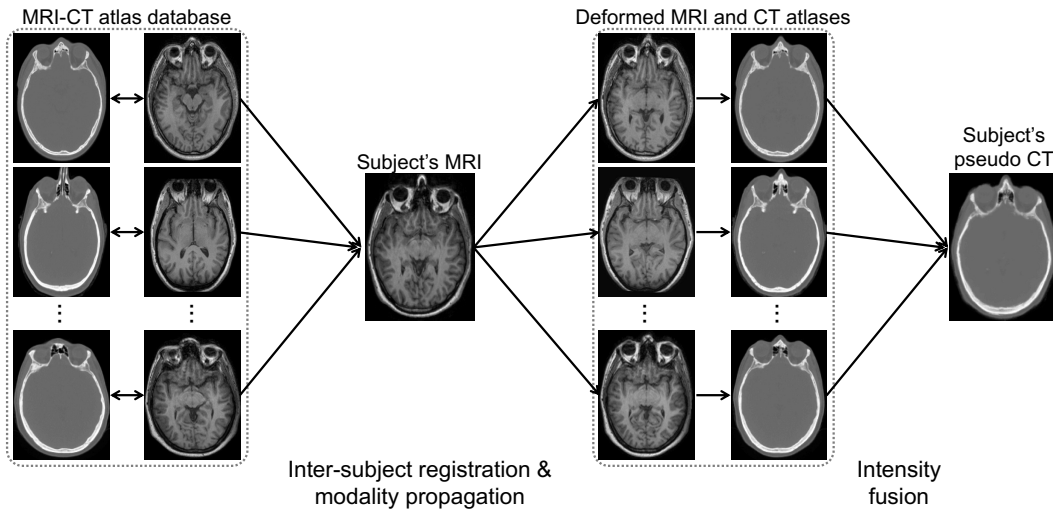 MRI-CT atlas database
Deformed MRI and CT atlases
Subject's MRI
Subject's
pseudo CT
Inter-subject registration &
modality propagation
Intensity
fusion